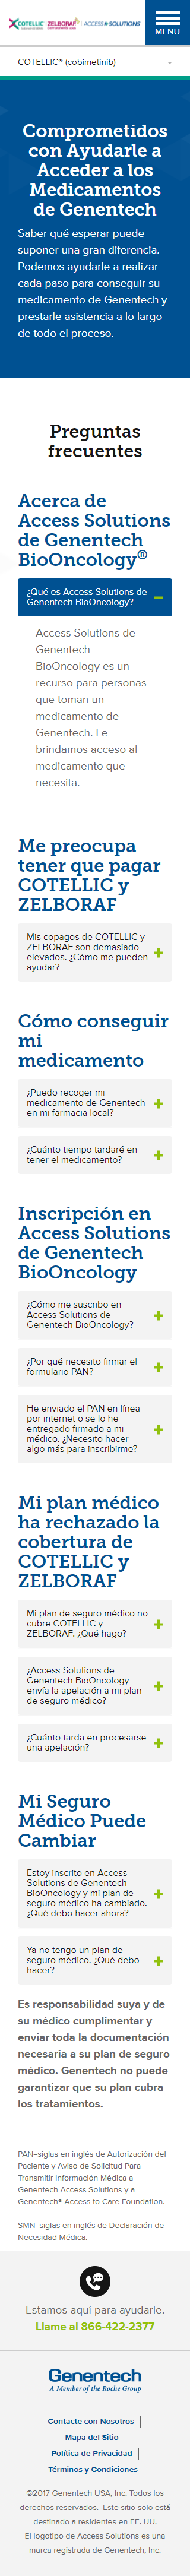 COTELLIC ZELBORAF ACCESS SOLUTIONS
MENU
COTELLIC® (cobimetinib)
Comprometidos
con Ayudarle a
Acceder a los
Medicamentos
de Genentech
Saber qué esperar puede
suponer una gran diferencia.
Podemos ayudarle a realizar
cada paso para conseguir su
medicamento de Genentech y
prestarle asistencia a lo largo
de todo el proceso.
Preguntas
frecuentes
Acerca de
Access Solutions
de Genentech
BioOncology®
¿Qué es Access Solutions de
Genentech BioOncology?
Access Solutions de
Genentech
BioOncology es un
recurso para personas
que toman un
medicamento de
Genentech. Le
brindamos acceso al
medicamento que
necesita.
Me preocupa
tener que pagar
COTELLIC y
ZELBORAF
Mis copagos de COTELLIC y
ZELBORAF son demasiado
elevados. ¿Cómo me pueden
ayudar?
Cómo conseguir
mi
medicamento
¿Puedo recoger mi
medicamento de Genentech
en mi farmacia local?
¿Cuánto tiempo tardaré en
tener el medicamento?
Inscripción en
Access Solutions
de Genentech
BioOncology
¿Cómo me suscribo en
Access Solutions de
Genentech BioOncology?
¿Por qué necesito firmar el
formulario PAN?
He enviado el PAN en línea
por internet o se lo he
entregado firmado a mi
médico. ¿Necesito hacer
algo más para inscribirme?
Mi plan médico
ha rechazado la
cobertura de
COTELLIC y
ZELBORAF
Mi plan de seguro médico no
cubre COTELLIC y
ZELBORAF. ¿Qué hago?
¿Access Solutions de
Genentech BioOncology
envía la apelación a mi plan
de seguro médico?
¿Cuánto tarda en procesarse
una apelación?
Mi Seguro
Médico Puede
Cambiar
Estoy inscrito en Access
Solutions de Genentech
BioOncology y mi plan de
seguro médico ha cambiado.
¿Qué debo hacer ahora?
Ya no tengo un plan de
seguro médico. ¿Qué debo
hacer?
Es responsabilidad suya y de
su médico cumplimentar y
enviar toda la documentación
necesaria a su plan de seguro
médico. Genentech no puede
garantizar que su plan cubra
los tratamientos.
PAN=siglas en inglés de Autorización del
Paciente y Aviso de Solicitud Para
Transmitir Información Médica a
Genentech Access Solutions y a
Genentech® Access to Care Foundation.
SMN=siglas en inglés de Declaración de
Necesidad Médica.
Estamos aquí para ayudarle.
Llame al 866-422-2377
Genentech
A Member of the Roche Group
Contacte con Nosotros
Mapa del Sitio
Política de Privacidad
Términos y Condiciones
©2017 Genentech USA, Inc. Todos los
derechos reservados. Este sitio solo está
destinado a residentes en EE. UU.
El logotipo de Access Solutions es una
marca registrada de Genentech, Inc.